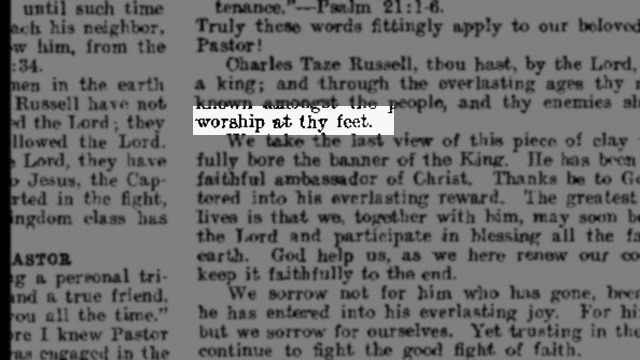 until such time
ach his neighbor,
w him, from the
:34.
men in the earth
Russell have not
d the Lord; they
llowed the Lord.
Lord, they have
o Jesus, the Cap-
rted in the fight,
ingdom class has
ASTOR
g a personal tri-
and a true friend,
ou all the time."
re I knew Pastor
as engaged in the
tenance."—Psalm 21:1-6.
Truly these words fittingly apply to our beloved
Pastor!
Charles Taze Russell, thou hast, by the Lord,
a king; and through the everlasting ages thy
known amongst the people, and thy enemies sh
worship at thy feet.
We take the last view of this piece of clay
fully bore the banner of the King. He has been
faithful ambassador of Christ. Thanks be to G
tered into his everlasting reward. The greatest
lives is that we, together with him, may soon b
the Lord and participate in blessing all the fa
earth. God help us, as we here renew our co
keep it faithfully to the end.
We sorrow not for him who has gone, bec
he has entered into his everlasting joy. For hi
but we sorrow for ourselves. Yet trusting in the
continue to fight the good fight of faith.